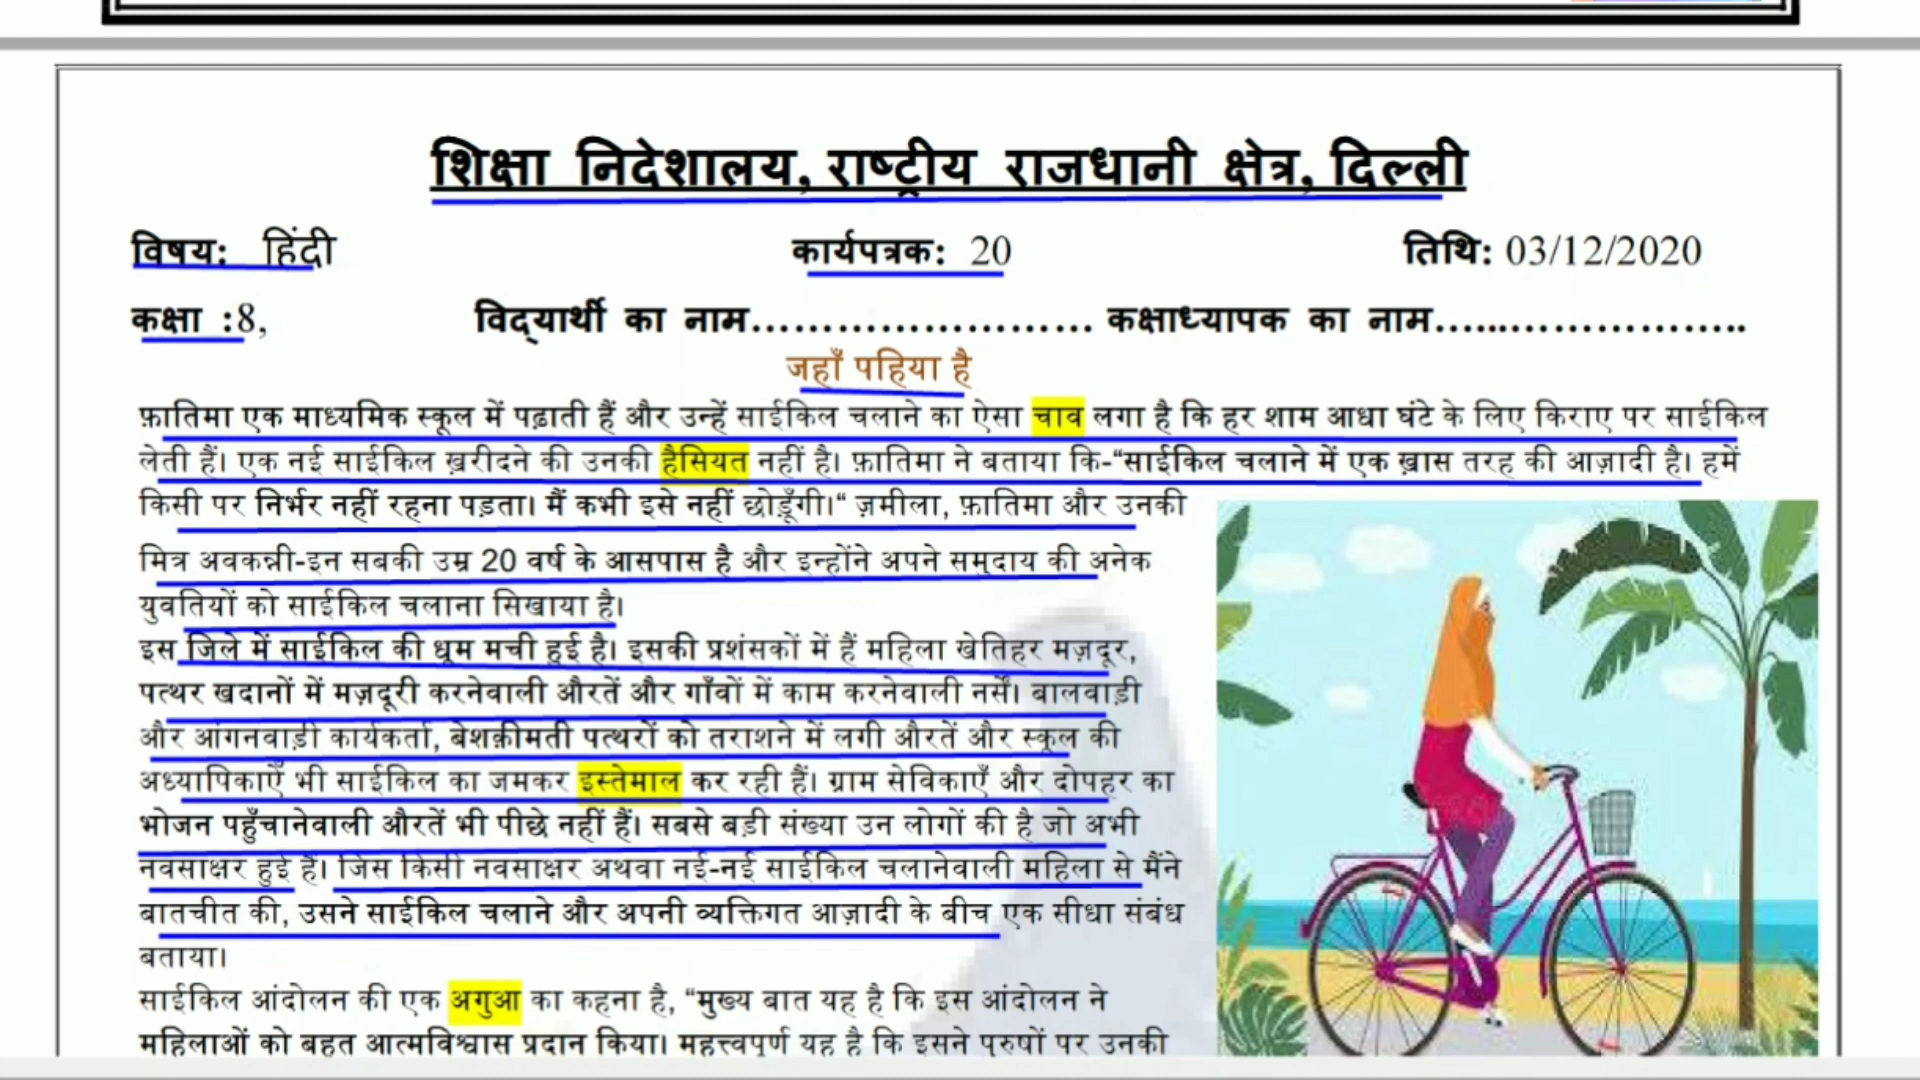 शिक्षा निदेशालय, राष्ट्रीय राजधानी क्षेत्र, दिल्ली
विषय: हिंदी कार्यपत्रक: 20 तिथि: 03/12/2020
कक्षा :8, विद्यार्थी का नाम........................ कक्षाध्यापक का नाम........................
जहाँ पहिया है
फ़ातिमा एक माध्यमिक स्कूल में पढ़ाती हैं और उन्हें साईकिल चलाने का ऐसा चाव लगा है कि हर शाम आधा घंटे के लिए किराए पर साईकिल
लेती हैं। एक नई साईकिल ख़रीदने की उनकी हैसियत नहीं है। फ़ातिमा ने बताया कि-“साईकिल चलाने में एक ख़ास तरह की आज़ादी है। हमें
किसी पर निर्भर नहीं रहना पड़ता। मैं कभी इसे नहीं छोड़ूँगी।“ ज़मीला, फ़ातिमा और उनकी
मित्र अवकन्नी-इन सबकी उम्र 20 वर्ष के आसपास है और इन्होंने अपने समुदाय की अनेक
युवतियों को साईकिल चलाना सिखाया है।
इस जिले में साईकिल की धूम मची हुई है। इसकी प्रशंसकों में हैं महिला खेतिहर मज़दूर,
पत्थर खदानों में मज़दूरी करनेवाली औरतें और गाँवों में काम करनेवाली नर्सें। बालवाड़ी
और आंगनवाड़ी कार्यकर्ता, बेशक़ीमती पत्थरों को तराशने में लगी औरतें और स्कूल की
अध्यापिकाएँ भी साईकिल का जमकर इस्तेमाल कर रही हैं। ग्राम सेविकाएँ और दोपहर का
भोजन पहुँचानेवाली औरतें भी पीछे नहीं हैं। सबसे बड़ी संख्या उन लोगों की है जो अभी
नवसाक्षर हुई हैं। जिस किसी नवसाक्षर अथवा नई-नई साईकिल चलानेवाली महिला से मैंने
बातचीत की, उसने साईकिल चलाने और अपनी व्यक्तिगत आज़ादी के बीच एक सीधा संबंध
बताया।
साईकिल आंदोलन की एक अगुआ का कहना है, “मुख्य बात यह है कि इस आंदोलन ने
महिलाओं को बहुत आत्मविश्वास प्रदान किया। महत्त्वपूर्ण यह है कि इसने पुरुषों पर उनकी